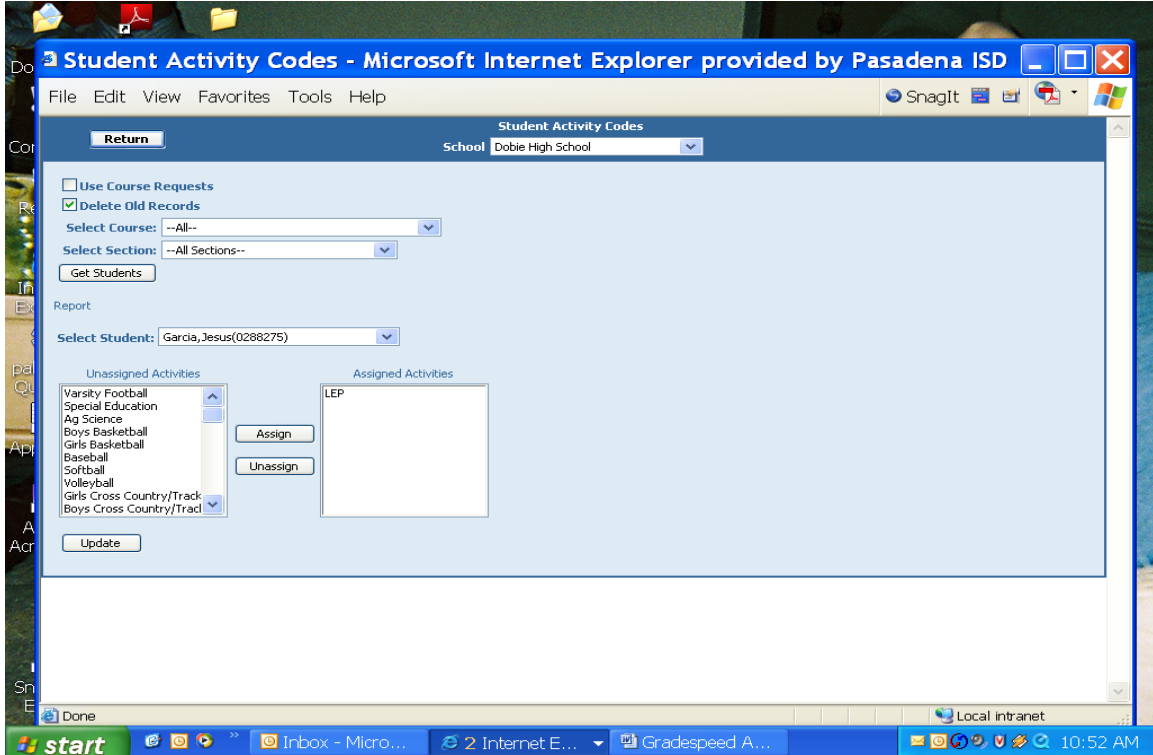 Student Activity Codes - Microsoft Internet Explorer provided by Pasadena ISD
File Edit View Favorites Tools Help
SnagIt
Return
Student Activity Codes
School Dobie High School
Use Course Requests
Delete Old Records
Select Course: --All--
Select Section: --All Sections--
Get Students
Report
Select Student: Garcia,Jesus(0288275)
Unassigned Activities
Assigned Activities
Varsity Football
Special Education
Ag Science
Boys Basketball
Girls Basketball
Baseball
Softball
Volleyball
Girls Cross Country/Track
Boys Cross Country/Tracl
LEP
Assign
Unassign
Update
Done
Local intranet
start
Inbox - Micro...
2 Internet E...
Gradespeed A...
10:52 AM